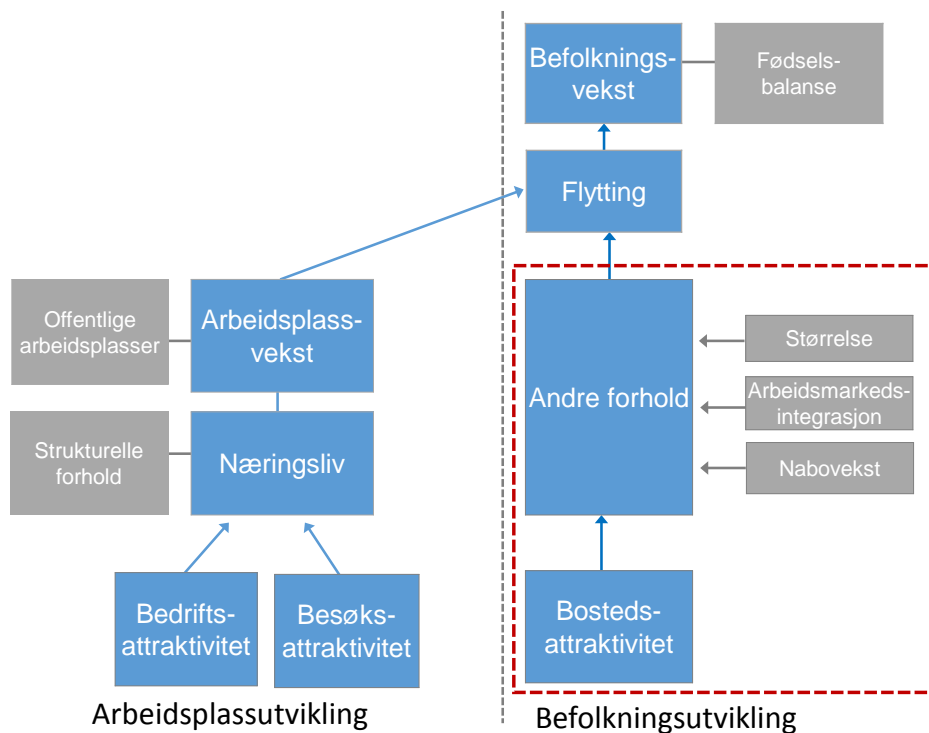 Befolknings-
vekst
Fødsels-
balanse
Flytting
Offentlige
arbeidsplasser
Arbeidsplass-
vekst
Strukturelle
forhold
Næringsliv
Bedrifts-
attraktivitet
Besøks-
attraktivitet
Arbeidsplassutvikling
Andre forhold
Størrelse
Arbeidsmarkeds-
integrasjon
Nabovekst
Bosteds-
attraktivitet
Befolkningsutvikling